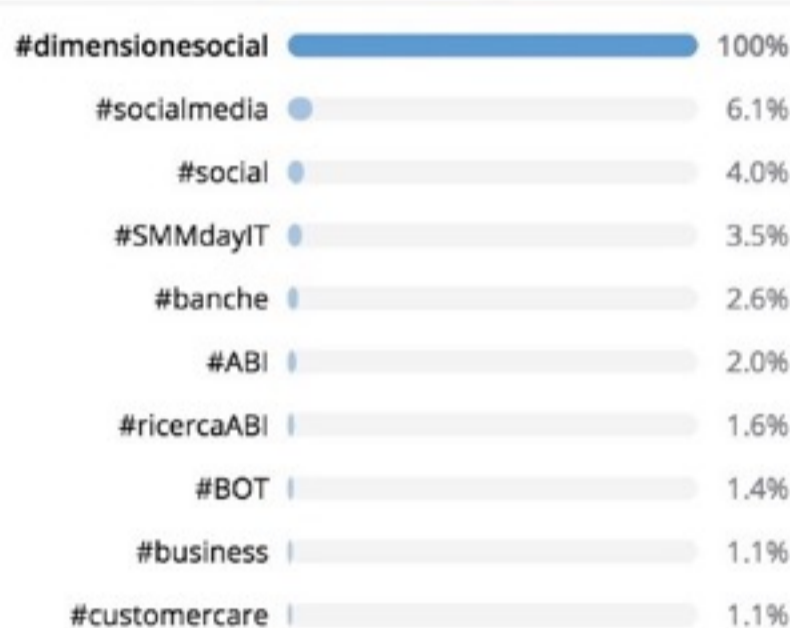 #dimensionesocial 100%
#socialmedia 6.1%
#social 4.0%
#SMMdayIT 3.5%
#banche 2.6%
#ABI 2.0%
#ricercaABI 1.6%
#BOT 1.4%
#business 1.1%
#customercare 1.1%